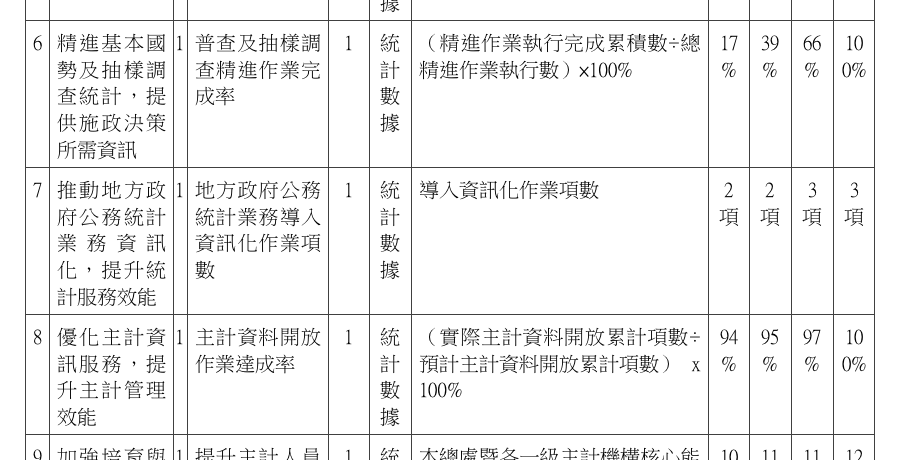 據
6 精進基本國 1 普查及抽樣調 1 統 （精進作業執行完成累積數÷總 17 39 66 10
勢及抽樣調 查精進作業完 計 精進作業執行數）×100% % % % 0%
查統計，提 成率 數
供施政決策 據
所需資訊
7 推動地方政 1 地方政府公務 1 統 導入資訊化作業項數 2 2 3 3
府公務統計 統計業務導入 計 項 項 項 項
業務資訊 資訊化作業項 數
化，提升統 數 據
計服務效能
8 優化主計資 1 主計資料開放 1 統 （實際主計資料開放累計項數÷ 94 95 97 10
訊服務，提 作業達成率 計 預計主計資料開放累計項數） x % % % 0%
升主計管理 數 100%
效能 據
9 加強培育與 1 提升主計人員 1 統 本總處暨各一級主計機構核心能 10 11 11 12